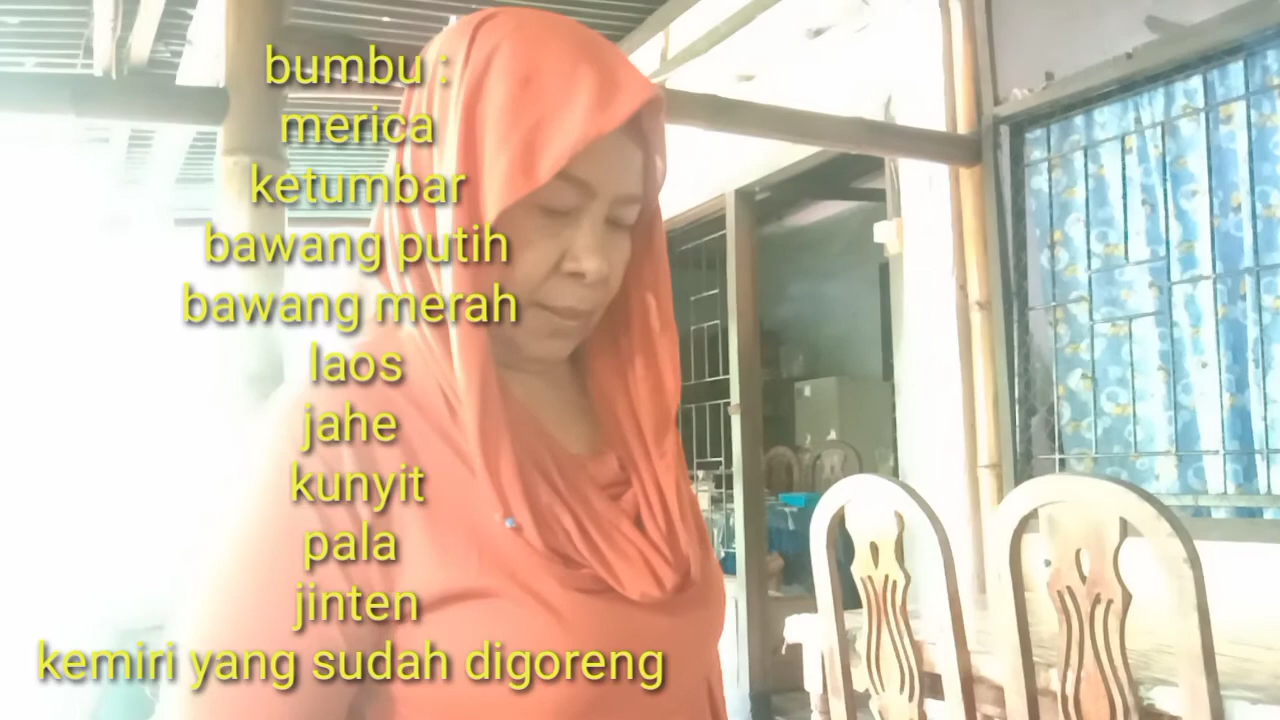 bumbu :
merica
ketumbar
bawang putih
bawang merah
laos
jahe
kunyit
pala
jinten
kemiri yang sudah digoreng